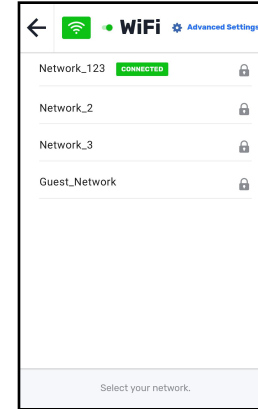 WiFi Advanced Settings
Network_123 CONNECTED
Network_2
Network_3
Guest_Network
Select your network.